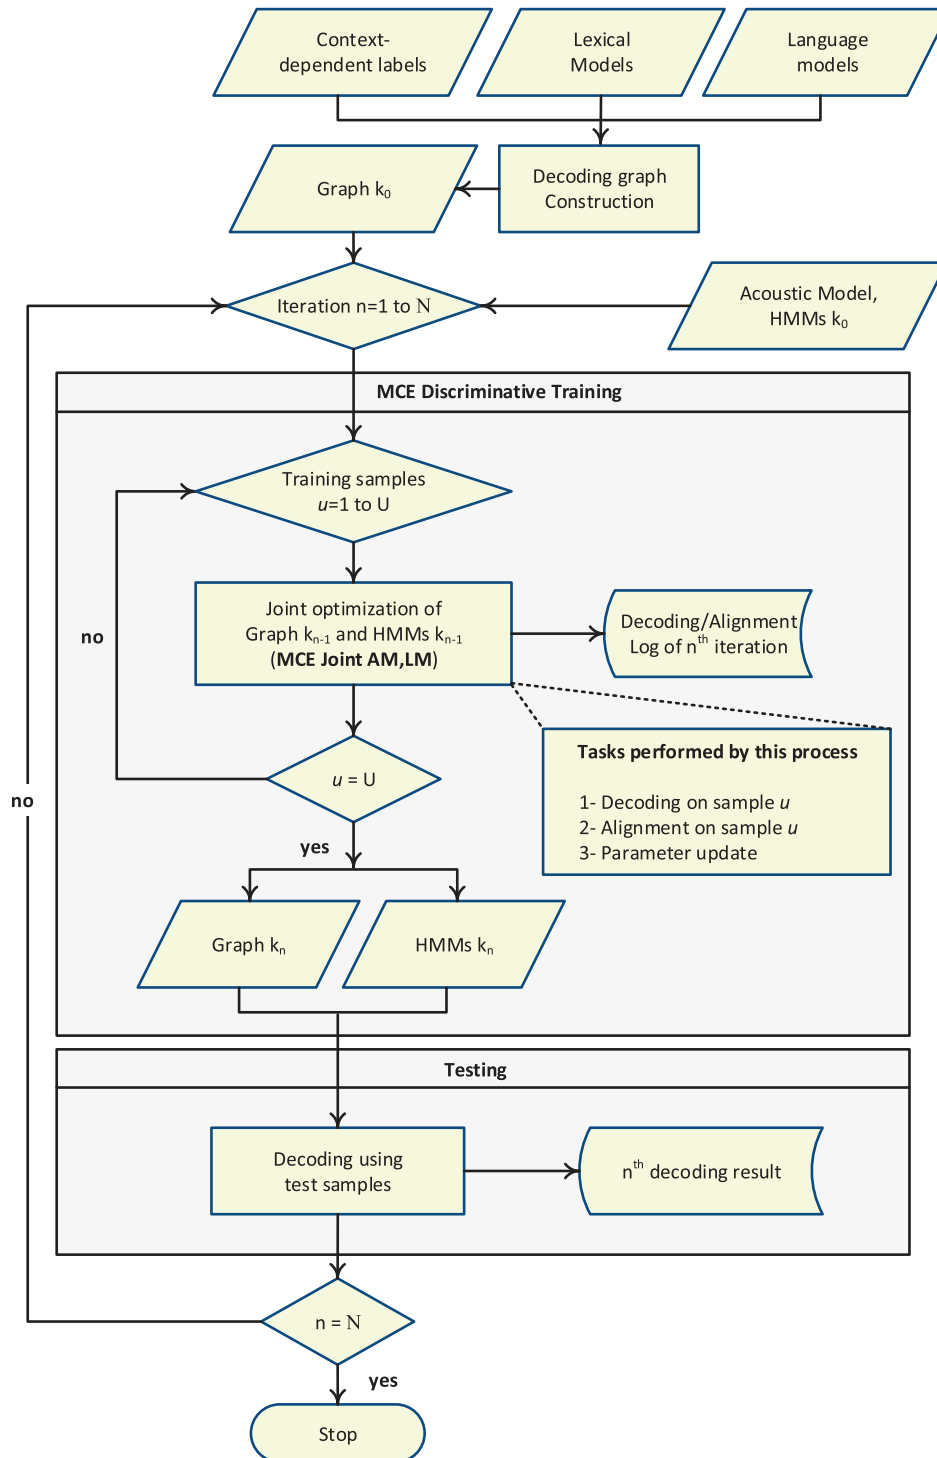 Context-
dependent labels
Lexical
Models
Language
models
Graph k₀
Decoding graph
Construction
Iteration n=1 to N
Acoustic Model,
HMMs k₀
MCE Discriminative Training
Training samples
u=1 to U
Joint optimization of
Graph kₙ₋₁ and HMMs kₙ₋₁
(MCE Joint AM,LM)
Decoding/Alignment
Log of nᵗʰ iteration
no
Tasks performed by this process
1- Decoding on sample u
2- Alignment on sample u
3- Parameter update
u = U
no
yes
Graph kₙ
HMMs kₙ
Testing
Decoding using
test samples
nᵗʰ decoding result
n = N
yes
Stop